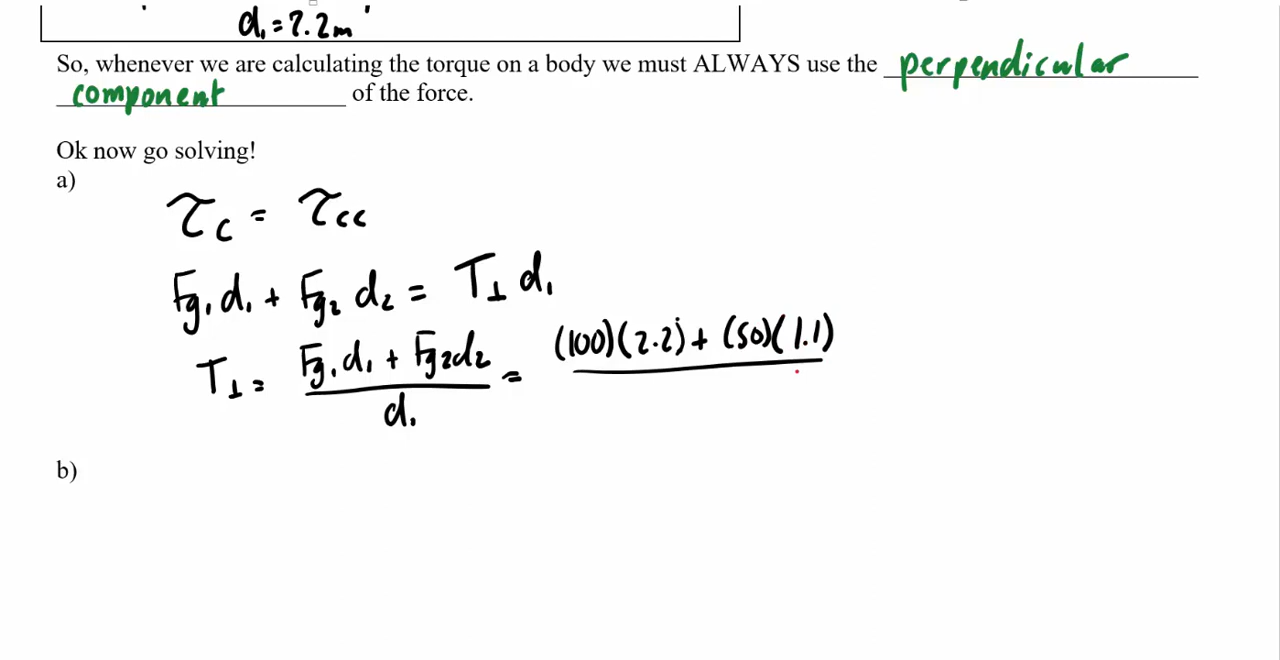 d₁ = 2.2m
So, whenever we are calculating the torque on a body we must ALWAYS use the perpendicular
component of the force.
Ok now go solving!
a)
τ_C = τ_CC
Fg₁ d₁ + Fg₂ d₂ = T⊥ d₁
T⊥ = (Fg₁ d₁ + Fg₂ d₂) / d₁ = (100)(2.2) + (50)(1.1)
b)